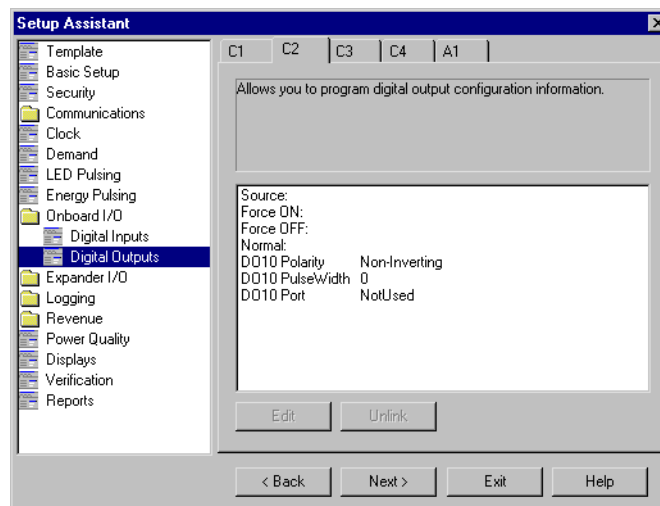 Setup Assistant
Template
Basic Setup
Security
Communications
Clock
Demand
LED Pulsing
Energy Pulsing
Onboard I/O
Digital Inputs
Digital Outputs
Expander I/O
Logging
Revenue
Power Quality
Displays
Verification
Reports
C1 C2 C3 C4 A1
Allows you to program digital output configuration information.
Source:
Force ON:
Force OFF:
Normal:
DO10 Polarity Non-Inverting
DO10 PulseWidth 0
DO10 Port NotUsed
Edit Unlink
< Back Next > Exit Help